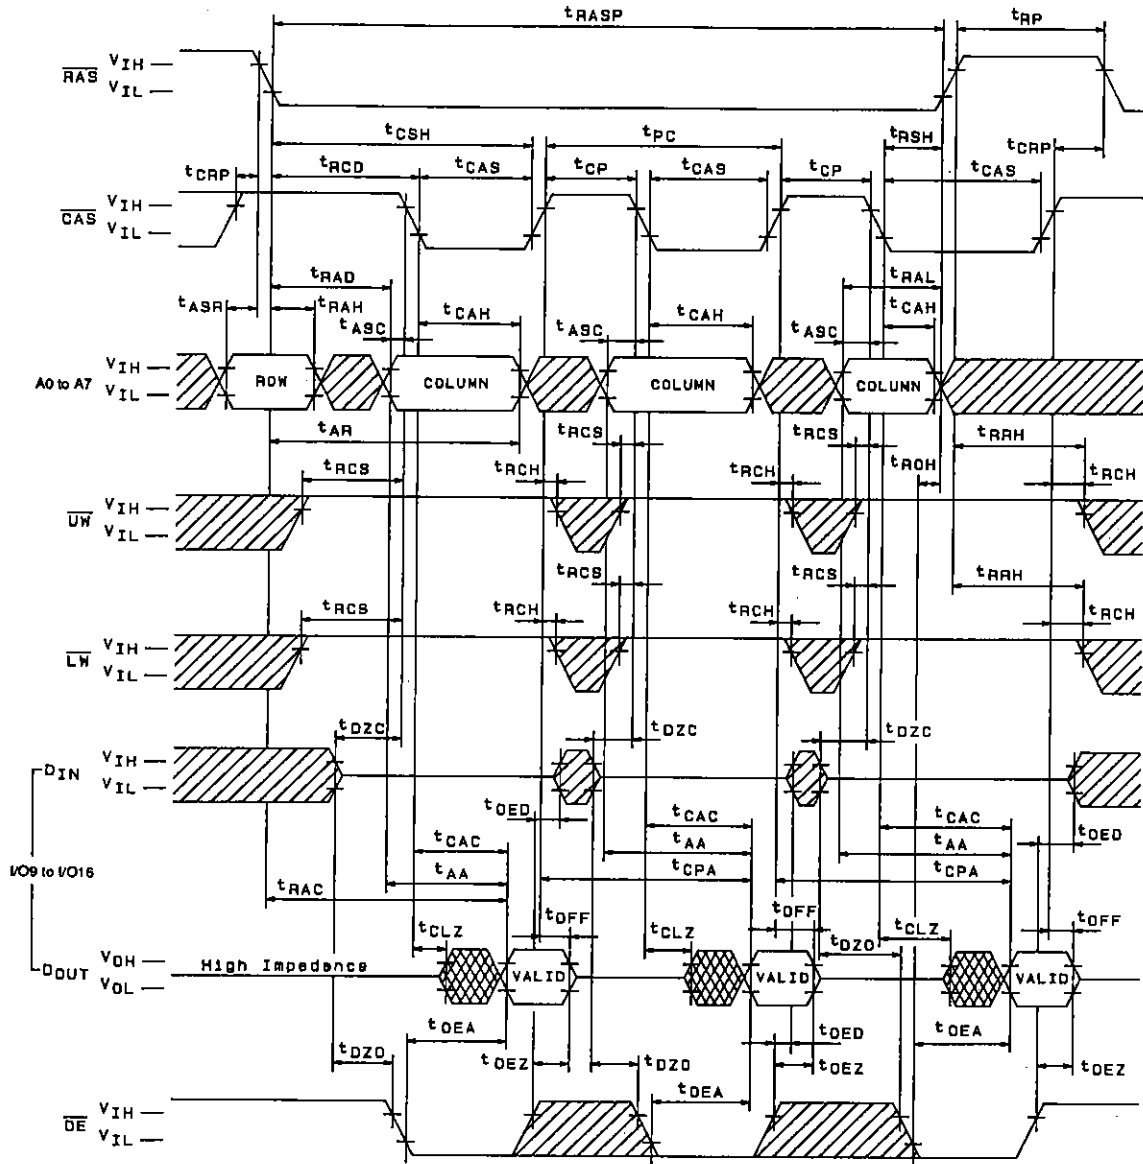 tRASP tRP
RAS VIH
VIL
tCSH tPC tRSH
tCRP tRCD tCAS tCP tCAS tCP tCAS tCRP
CAS VIH
VIL
tRAD tRAL
tASR tRAH tASC tCAH tASC tCAH tASC tCAH
A0 to A7 VIH
VIL
ROW COLUMN COLUMN COLUMN
tAR tRCS tRCS tRRH
tRCS tRCH tRCH tROH tRCH
UW VIH
VIL
tRCS tRCS tRRH
tRCS tRCH tRCH tRCH
LW VIH
VIL
tDZC tDZC tDZC
DIN VIH
VIL
tOED tCAC tCAC tOED
tCAC tAA tAA
tAA tCPA tCPA
I/O9 to I/O16
tRAC tOFF tOFF tOFF
tCLZ tCLZ tDZO tCLZ
DOUT VOH
VOL
High Impedance VALID VALID VALID
tOEA tOED tOEA
tDZO tOEZ tDZO tOEA tOEZ tOEZ
OE VIH
VIL